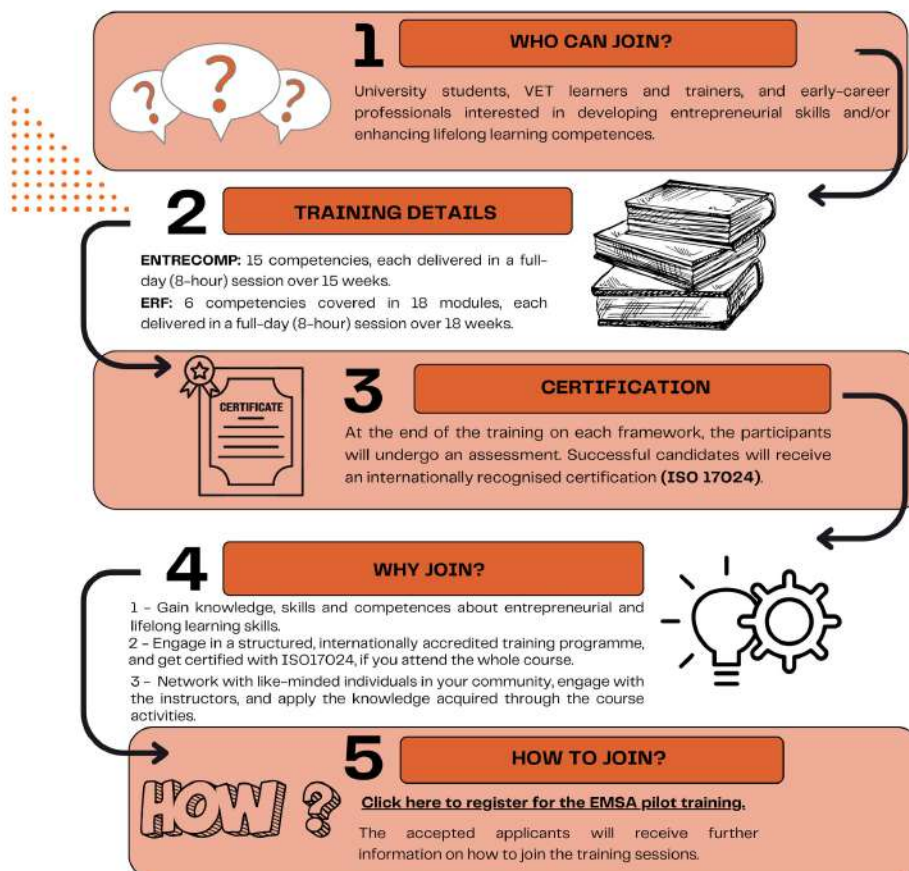 1
WHO CAN JOIN?
University students, VET learners and trainers, and early-career
professionals interested in developing entrepreneurial skills and/or
enhancing lifelong learning competences.
2
TRAINING DETAILS
ENTRECOMP: 15 competencies, each delivered in a full-
day (8-hour) session over 15 weeks.
ERF: 6 competencies covered in 18 modules, each
delivered in a full-day (8-hour) session over 18 weeks.
CERTIFICATE
3
CERTIFICATION
At the end of the training on each framework, the participants
will undergo an assessment. Successful candidates will receive
an internationally recognised certification (ISO 17024).
4
WHY JOIN?
1 - Gain knowledge, skills and competences about entrepreneurial and
lifelong learning skills.
2 - Engage in a structured, internationally accredited training programme,
and get certified with ISO17024, if you attend the whole course.
3 - Network with like-minded individuals in your community, engage with
the instructors, and apply the knowledge acquired through the course
activities.
HOW ?
5
HOW TO JOIN?
Click here to register for the EMSA pilot training.
The accepted applicants will receive further
information on how to join the training sessions.